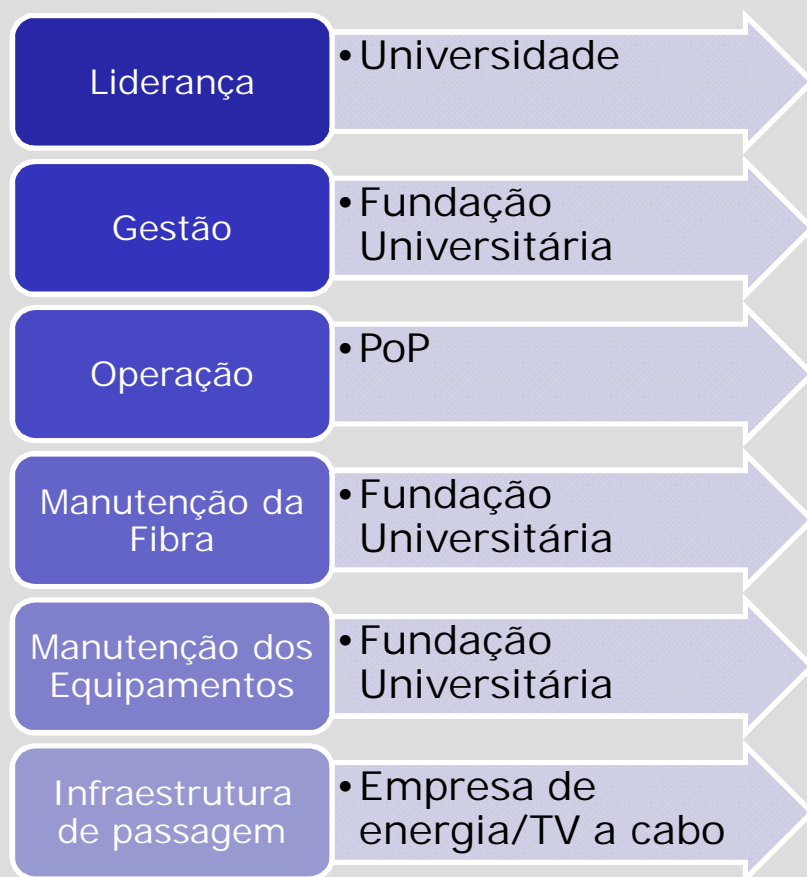 Liderança
•Universidade
Gestão
•Fundação
Universitária
Operação
•PoP
Manutenção da
Fibra
•Fundação
Universitária
Manutenção dos
Equipamentos
•Fundação
Universitária
Infraestrutura
de passagem
•Empresa de
energia/TV a cabo